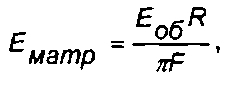 E_матр = E_об R / πF,